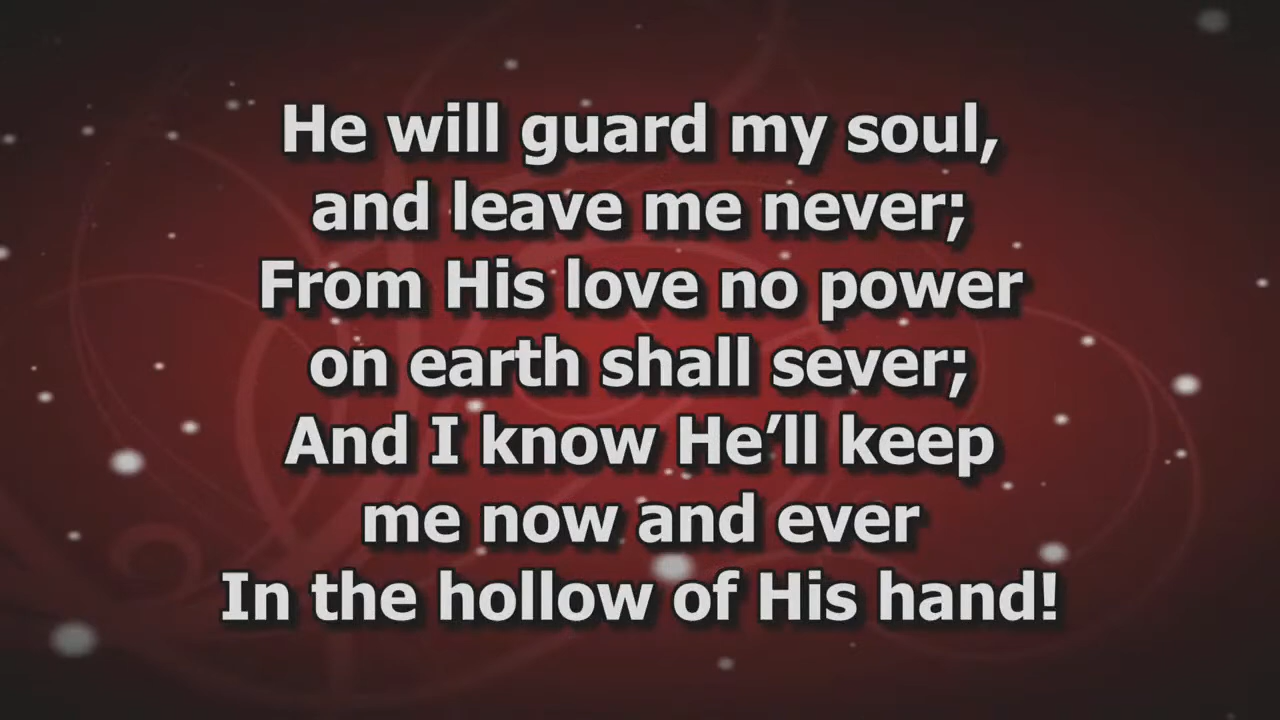 He will guard my soul,
and leave me never;
From His love no power
on earth shall sever;
And I know He’ll keep
me now and ever
In the hollow of His hand!